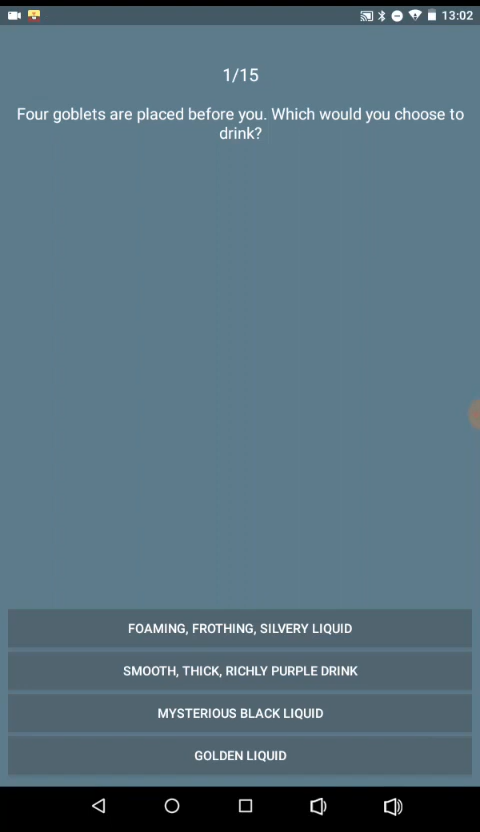 13:02
1/15
Four goblets are placed before you. Which would you choose to
drink?
FOAMING, FROTHING, SILVERY LIQUID
SMOOTH, THICK, RICHLY PURPLE DRINK
MYSTERIOUS BLACK LIQUID
GOLDEN LIQUID